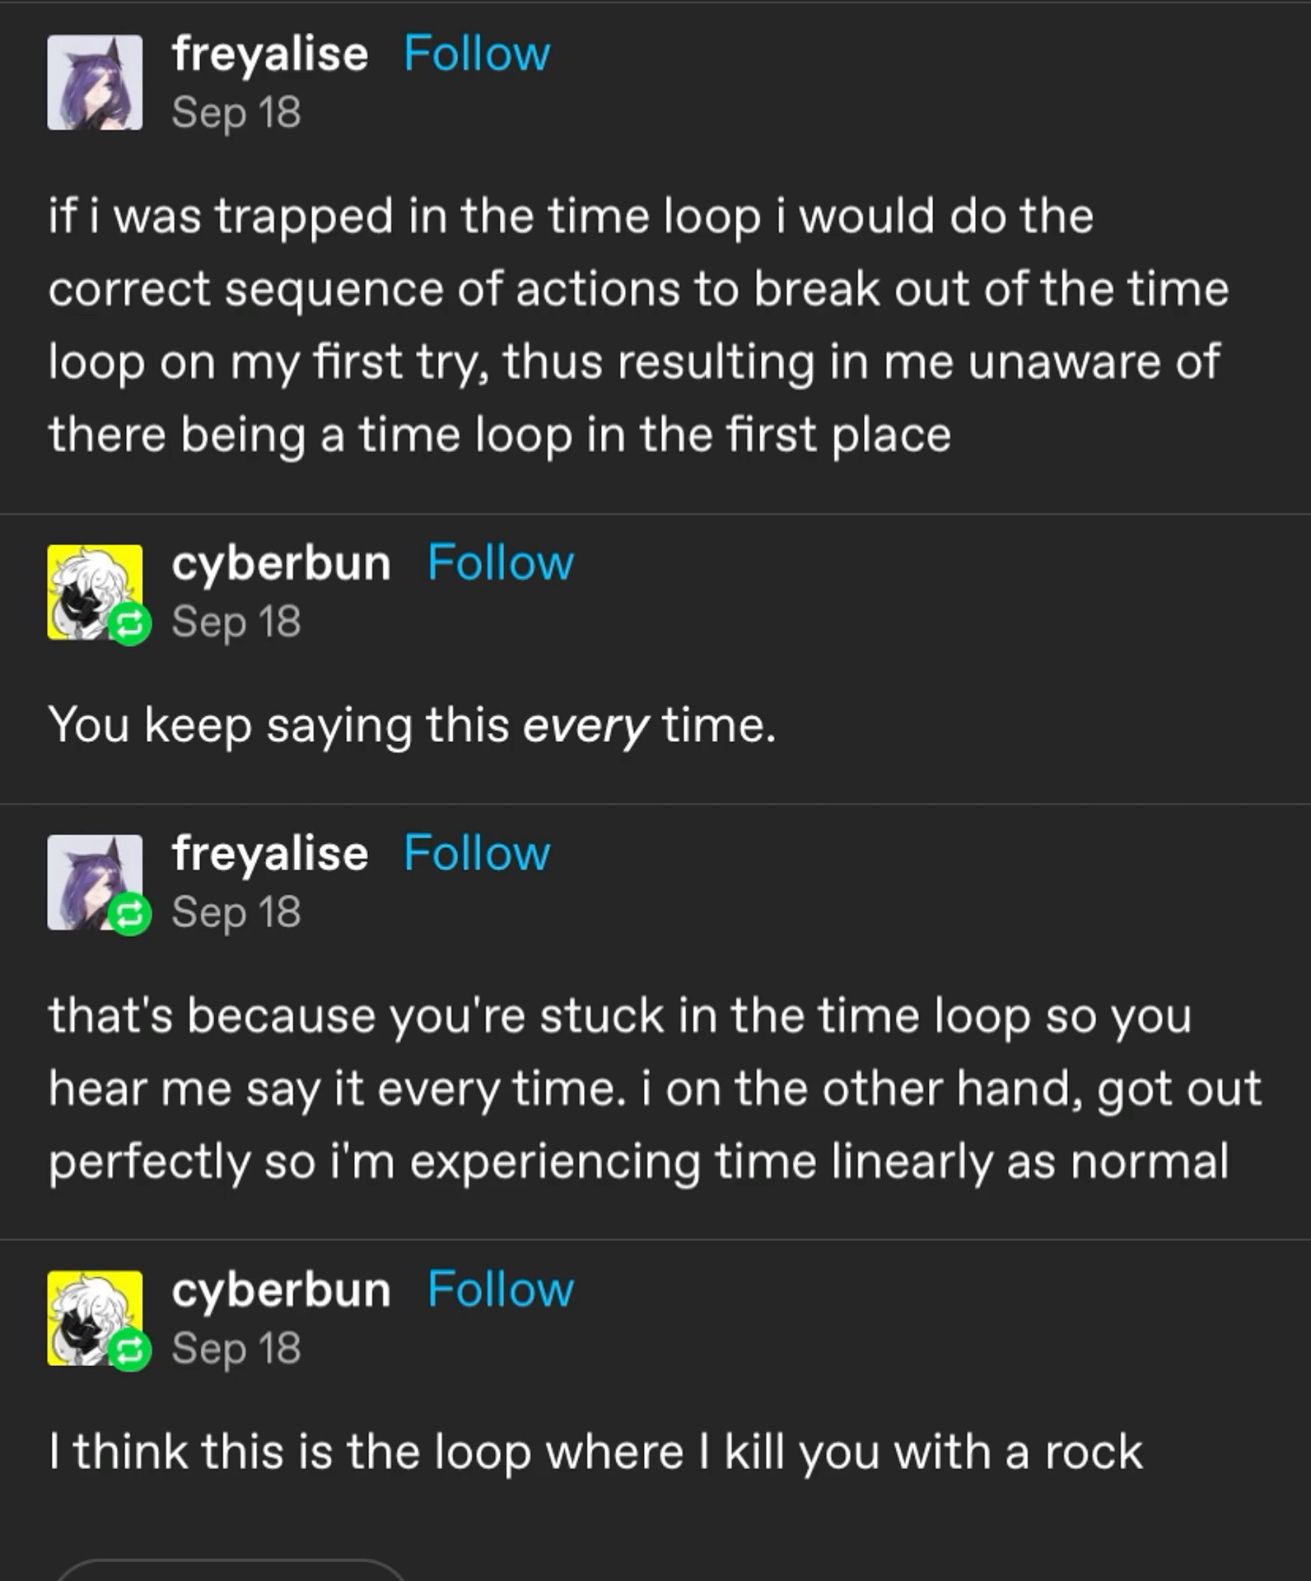 freyalise Follow
Sep 18
if i was trapped in the time loop i would do the
correct sequence of actions to break out of the time
loop on my first try, thus resulting in me unaware of
there being a time loop in the first place
cyberbun Follow
Sep 18
You keep saying this every time.
freyalise Follow
Sep 18
that's because you're stuck in the time loop so you
hear me say it every time. i on the other hand, got out
perfectly so i'm experiencing time linearly as normal
cyberbun Follow
Sep 18
I think this is the loop where I kill you with a rock